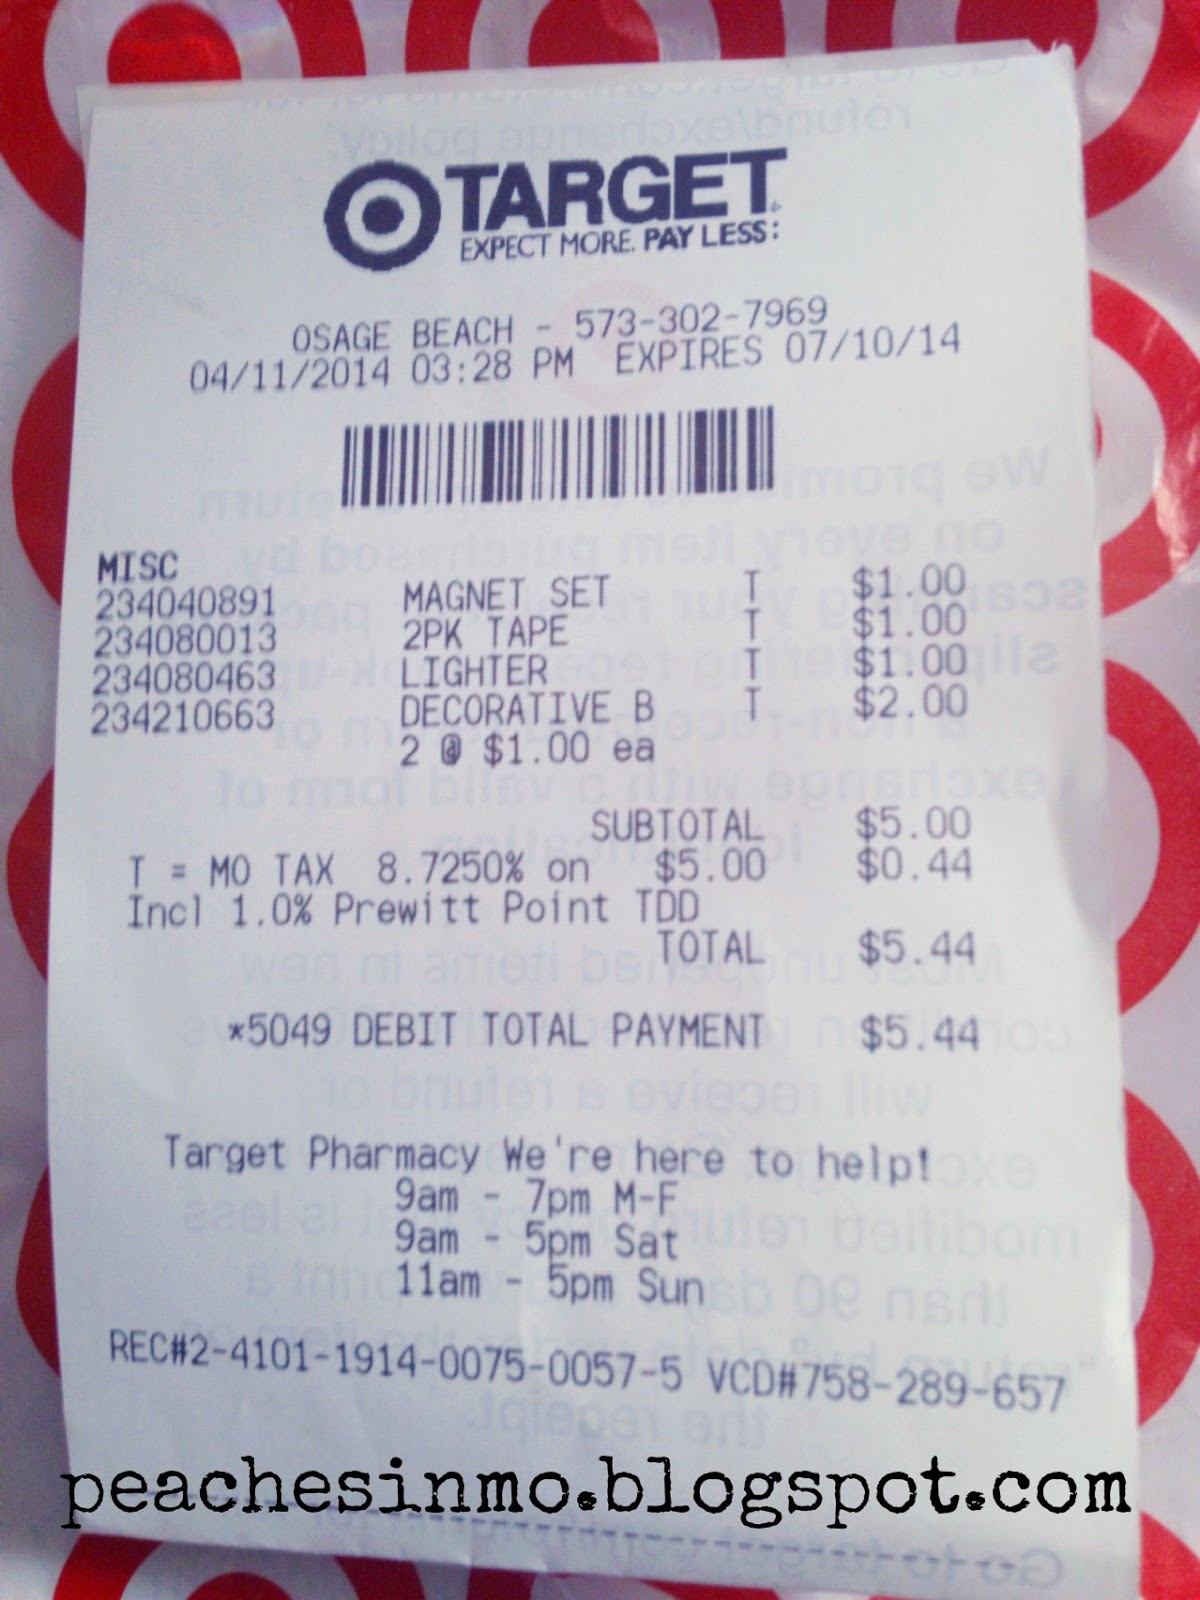 TARGET
EXPECT MORE. PAY LESS.
OSAGE BEACH - 573-302-7969
04/11/2014 03:28 PM EXPIRES 07/10/14
MISC
234040891 MAGNET SET T $1.00
234080013 2PK TAPE T $1.00
234080463 LIGHTER T $1.00
234210663 DECORATIVE B T $2.00
2 @ $1.00 ea
SUBTOTAL $5.00
T = MO TAX 8.7250% on $5.00 $0.44
Incl 1.0% Prewitt Point TDD
TOTAL $5.44
*5049 DEBIT TOTAL PAYMENT $5.44
Target Pharmacy We're here to help!
9am - 7pm M-F
9am - 5pm Sat
11am - 5pm Sun
REC#2-4101-1914-0075-0057-5 VCD#758-289-657
peachesinmo.blogspot.com